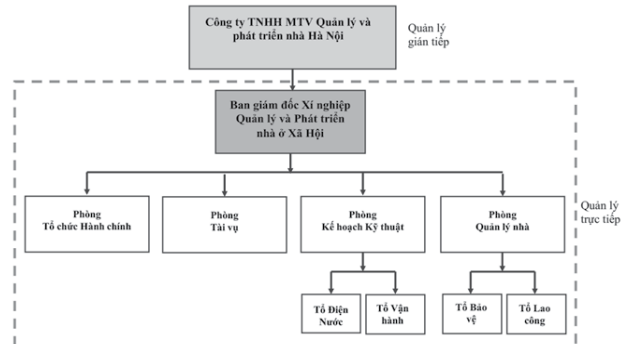 Công ty TNHH MTV Quản lý và
phát triển nhà Hà Nội
Quản lý
gián tiếp
Ban giám đốc Xí nghiệp
Quản lý và Phát triển
nhà ở Xã Hội
Quản lý
trực tiếp
Phòng
Tổ chức Hành chính
Phòng
Tài vụ
Phòng
Kế hoạch Kỹ thuật
Phòng
Quản lý nhà
Tổ Điện
Nước
Tổ Vận
hành
Tổ Bảo
vệ
Tổ Lao
công